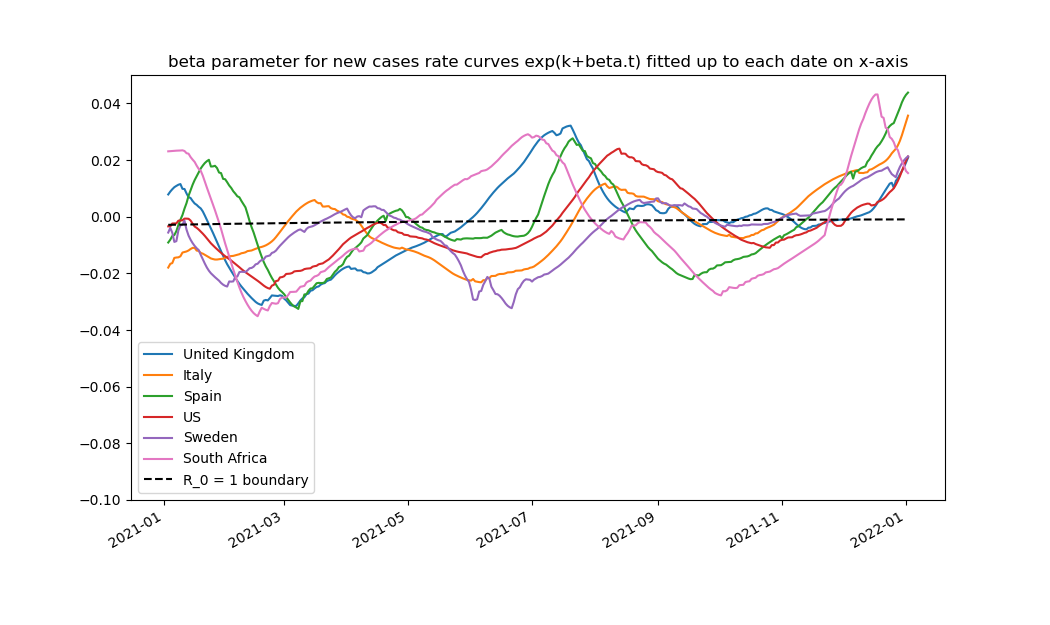 beta parameter for new cases rate curves exp(k+beta.t) fitted up to each date on x-axis
0.04
0.02
0.00
−0.02
−0.04
−0.06
−0.08
−0.10
United Kingdom
Italy
Spain
US
Sweden
South Africa
R_0 = 1 boundary
2021-01
2021-03
2021-05
2021-07
2021-09
2021-11
2022-01